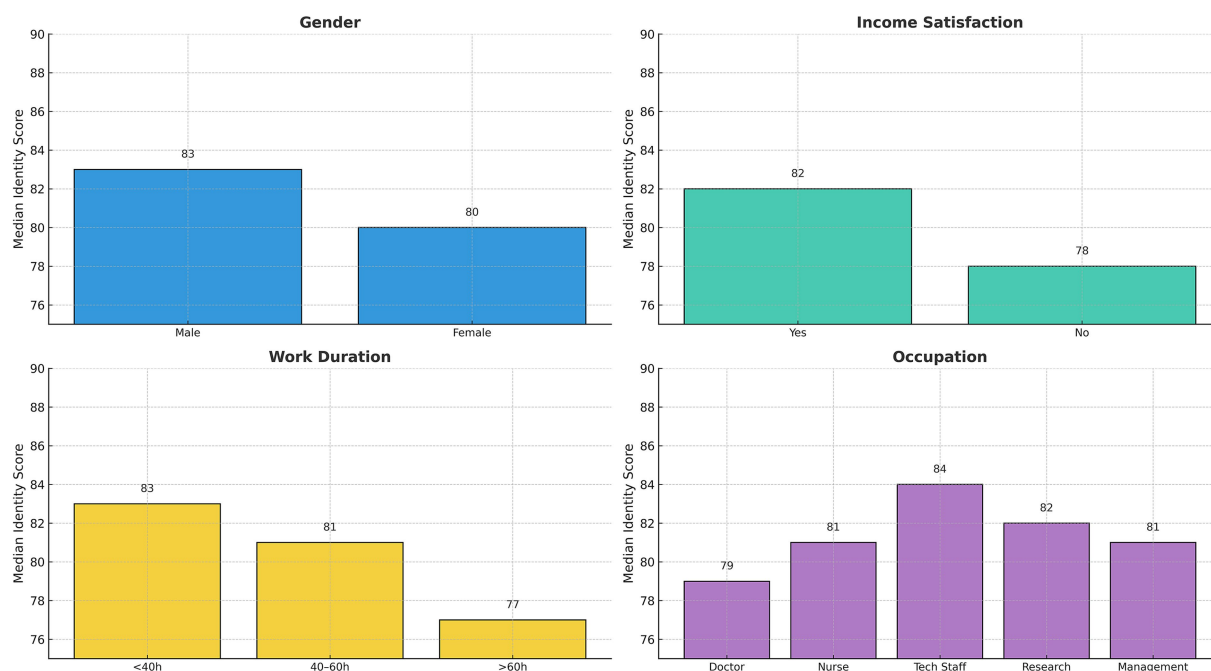 Gender
Median Identity Score
90
88
86
84
82
80
78
76
83
80
Male
Female
Income Satisfaction
Median Identity Score
90
88
86
84
82
80
78
76
82
78
Yes
No
Work Duration
Median Identity Score
90
88
86
84
82
80
78
76
83
81
77
<40h
40–60h
>60h
Occupation
Median Identity Score
90
88
86
84
82
80
78
76
79
81
84
82
81
Doctor
Nurse
Tech Staff
Research
Management